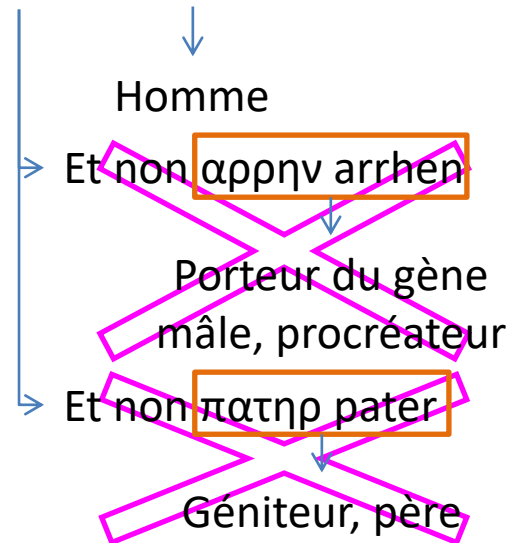 Homme
Et non αρρην arrhen
Porteur du gène
mâle, procréateur
Et non πατηρ pater
Géniteur, père